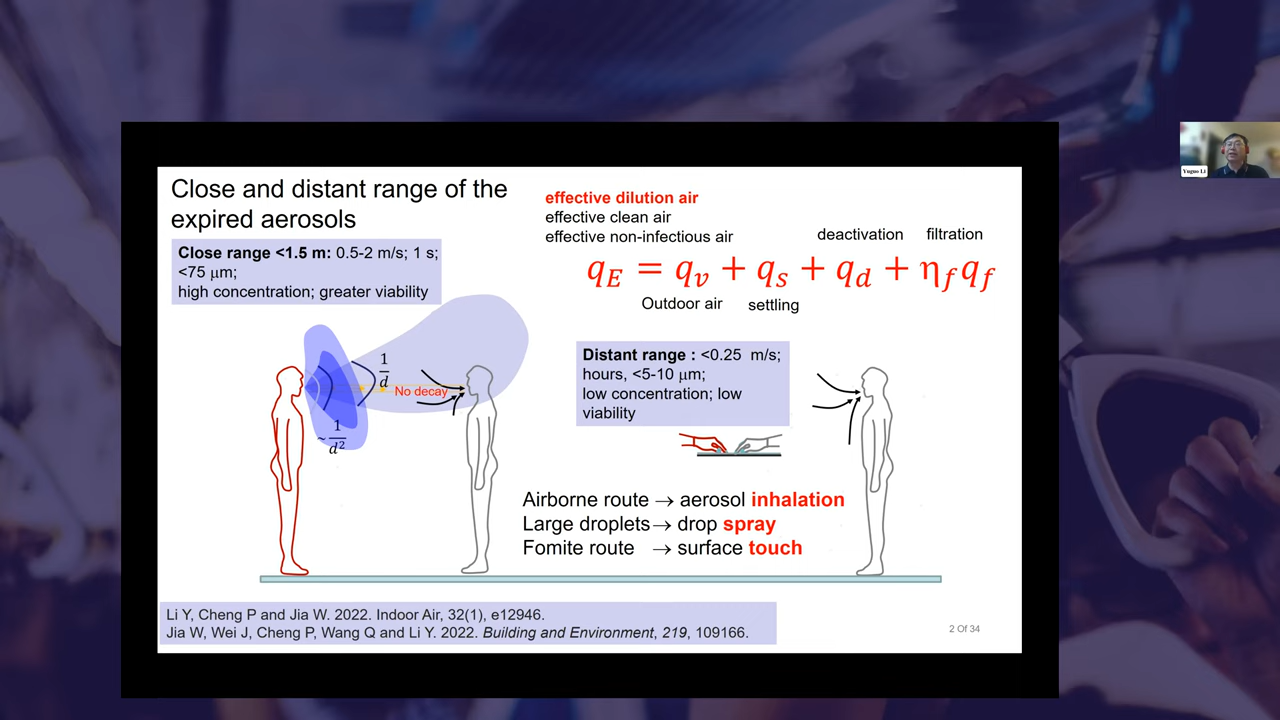 Close and distant range of the
expired aerosols
Close range <1.5 m: 0.5-2 m/s; 1 s;
<75 μm;
high concentration; greater viability
effective dilution air
effective clean air
effective non-infectious air
deactivation
filtration
q_E = q_v + q_s + q_d + η_f q_f
Outdoor air
settling
1/d
No decay
~ 1/d²
Distant range : <0.25 m/s;
hours, <5-10 μm;
low concentration; low
viability
Airborne route → aerosol inhalation
Large droplets→ drop spray
Fomite route → surface touch
Li Y, Cheng P and Jia W. 2022. Indoor Air, 32(1), e12946.
Jia W, Wei J, Cheng P, Wang Q and Li Y. 2022. Building and Environment, 219, 109166.
2 Of 34
Yuguo Li